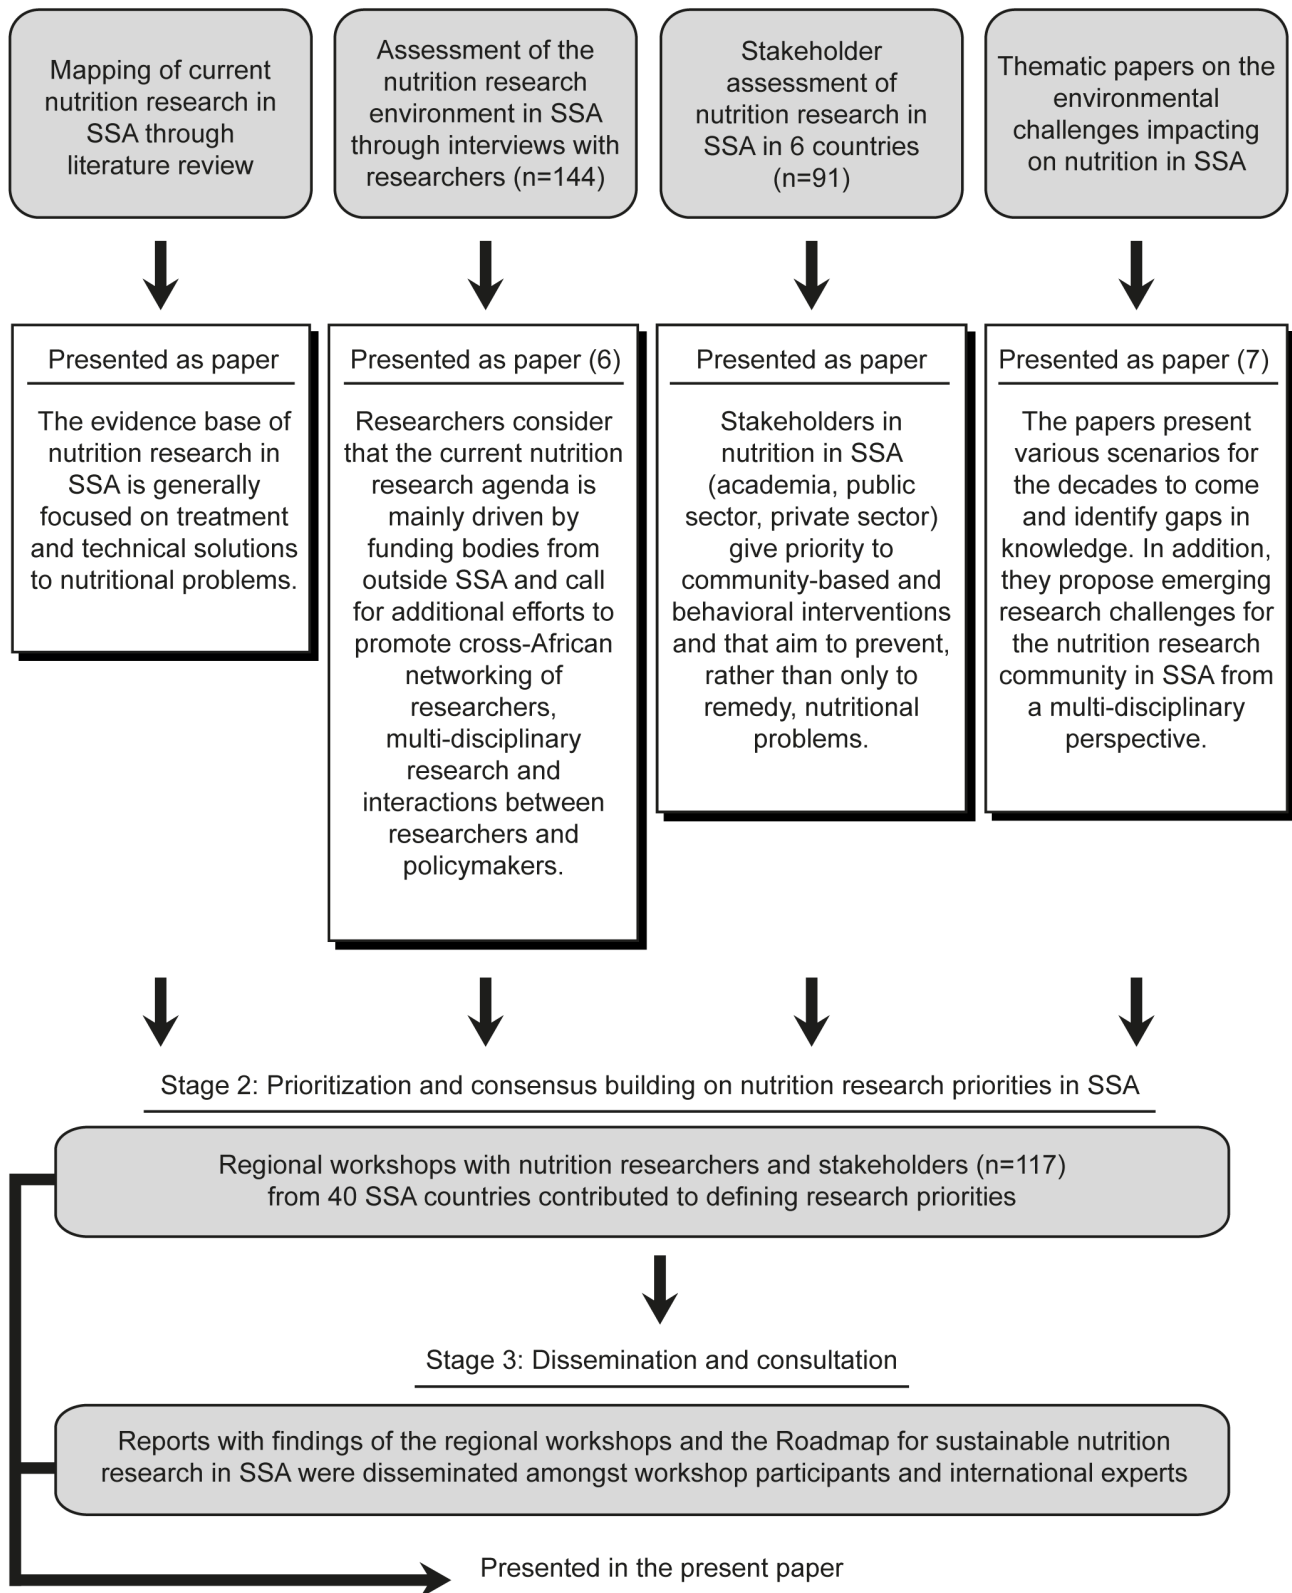 Mapping of current
nutrition research in
SSA through
literature review
Assessment of the
nutrition research
environment in SSA
through interviews with
researchers (n=144)
Stakeholder
assessment of
nutrition research in
SSA in 6 countries
(n=91)
Thematic papers on the
environmental
challenges impacting
on nutrition in SSA
Presented as paper
The evidence base of
nutrition research in
SSA is generally
focused on treatment
and technical solutions
to nutritional problems.
Presented as paper (6)
Researchers consider
that the current nutrition
research agenda is
mainly driven by
funding bodies from
outside SSA and call
for additional efforts to
promote cross-African
networking of
researchers,
multi-disciplinary
research and
interactions between
researchers and
policymakers.
Presented as paper
Stakeholders in
nutrition in SSA
(academia, public
sector, private sector)
give priority to
community-based and
behavioral interventions
and that aim to prevent,
rather than only to
remedy, nutritional
problems.
Presented as paper (7)
The papers present
various scenarios for
the decades to come
and identify gaps in
knowledge. In addition,
they propose emerging
research challenges for
the nutrition research
community in SSA from
a multi-disciplinary
perspective.
Stage 2: Prioritization and consensus building on nutrition research priorities in SSA
Regional workshops with nutrition researchers and stakeholders (n=117)
from 40 SSA countries contributed to defining research priorities
Stage 3: Dissemination and consultation
Reports with findings of the regional workshops and the Roadmap for sustainable nutrition
research in SSA were disseminated amongst workshop participants and international experts
Presented in the present paper